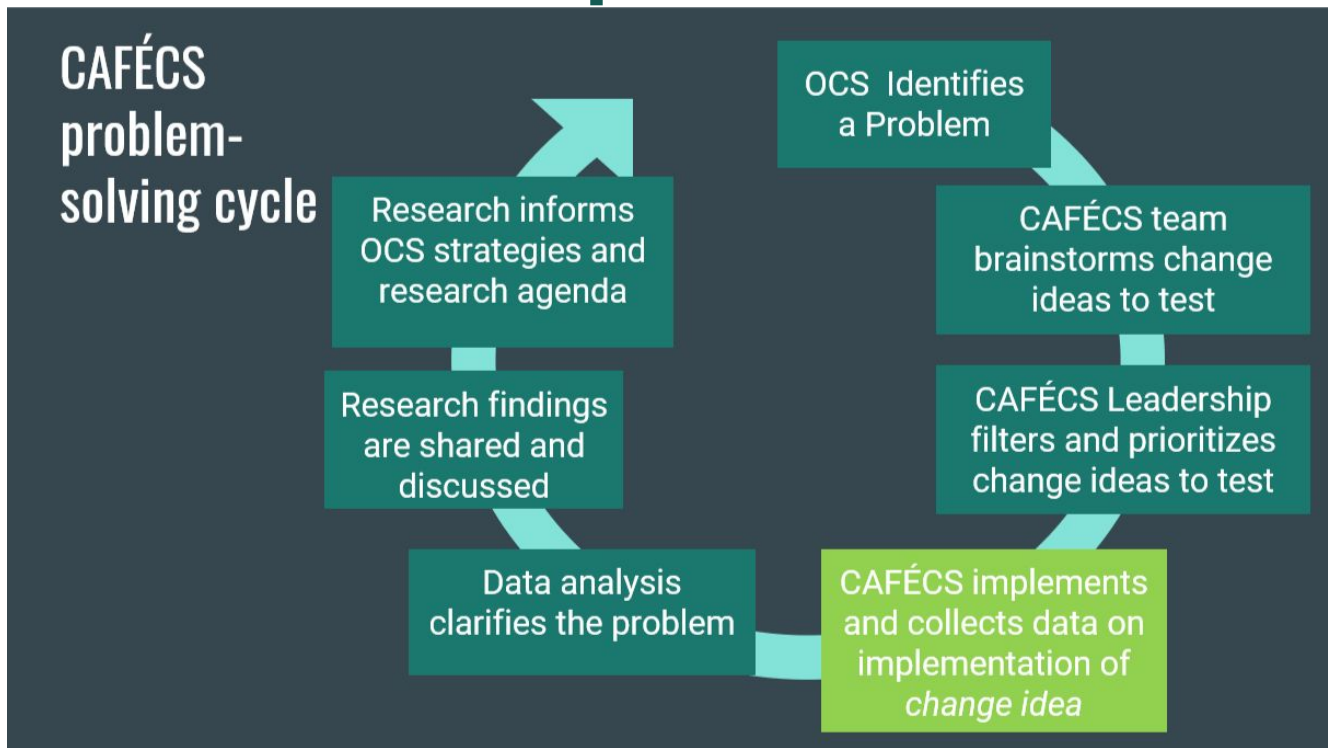 CAFÉCS
problem-
solving cycle
OCS Identifies
a Problem
CAFÉCS team
brainstorms change
ideas to test
CAFÉCS Leadership
filters and prioritizes
change ideas to test
CAFÉCS implements
and collects data on
implementation of
change idea
Data analysis
clarifies the problem
Research findings
are shared and
discussed
Research informs
OCS strategies and
research agenda